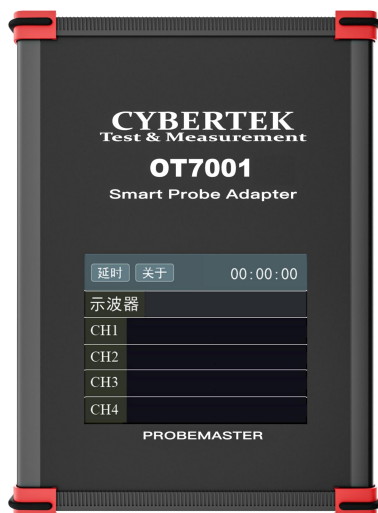 CYBERTEK
Test & Measurement
OT7001
Smart Probe Adapter
延时 关于 00:00:00
示波器
CH1
CH2
CH3
CH4
PROBEMASTER